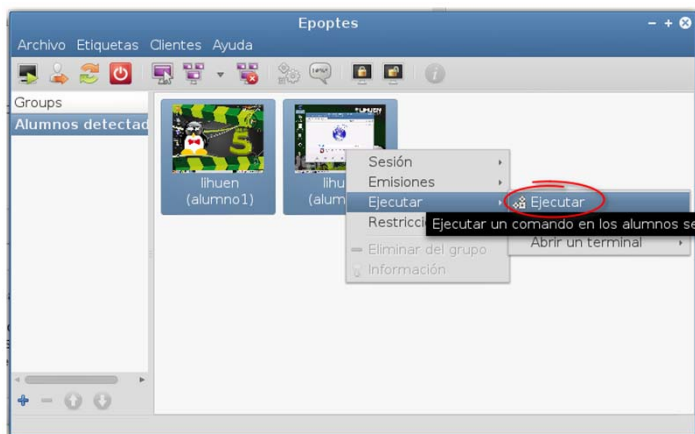 Epoptes
Archivo Etiquetas Clientes Ayuda
Groups
Alumnos detectad
lihuen
(alumno1)
lihu
(alum
Sesión
Emisiones
Ejecutar
Restricci
Eliminar del grupo
Información
Ejecutar
Ejecutar un comando en los alumnos se
Abrir un terminal